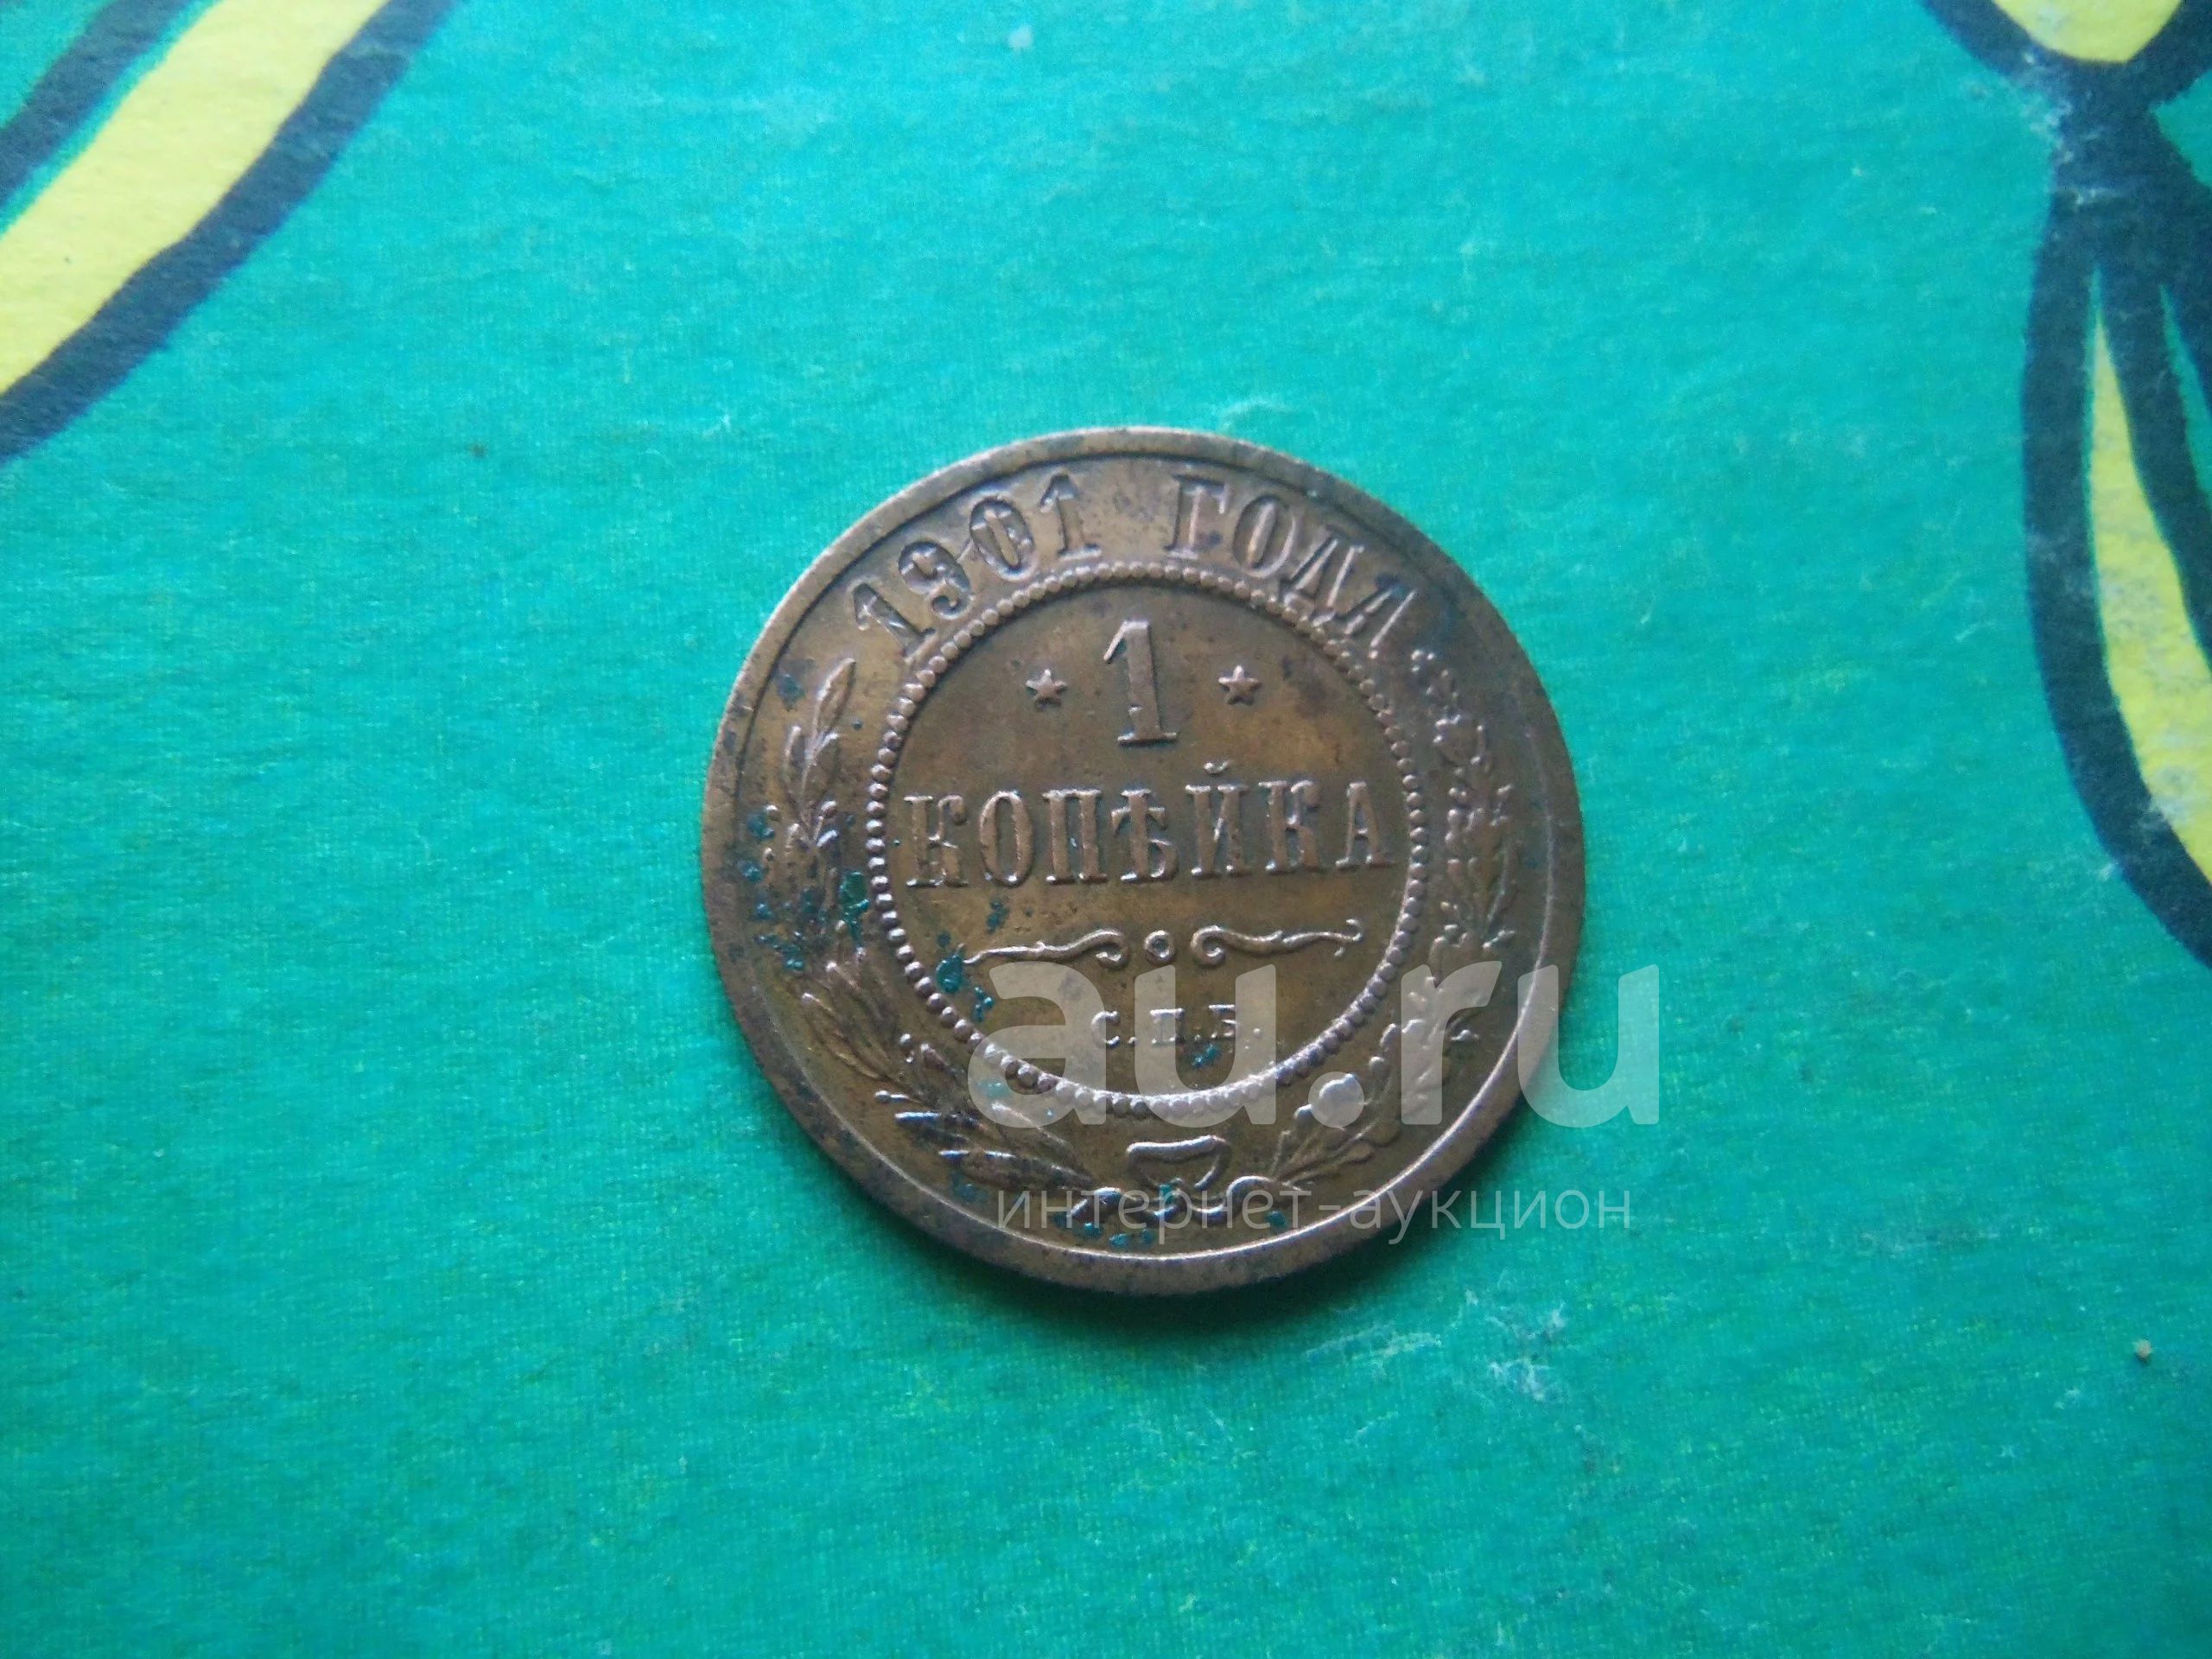 1901 ГОДА
1
КОПѢЙКА
С.П.Б.
au.ru
интернет-аукцион